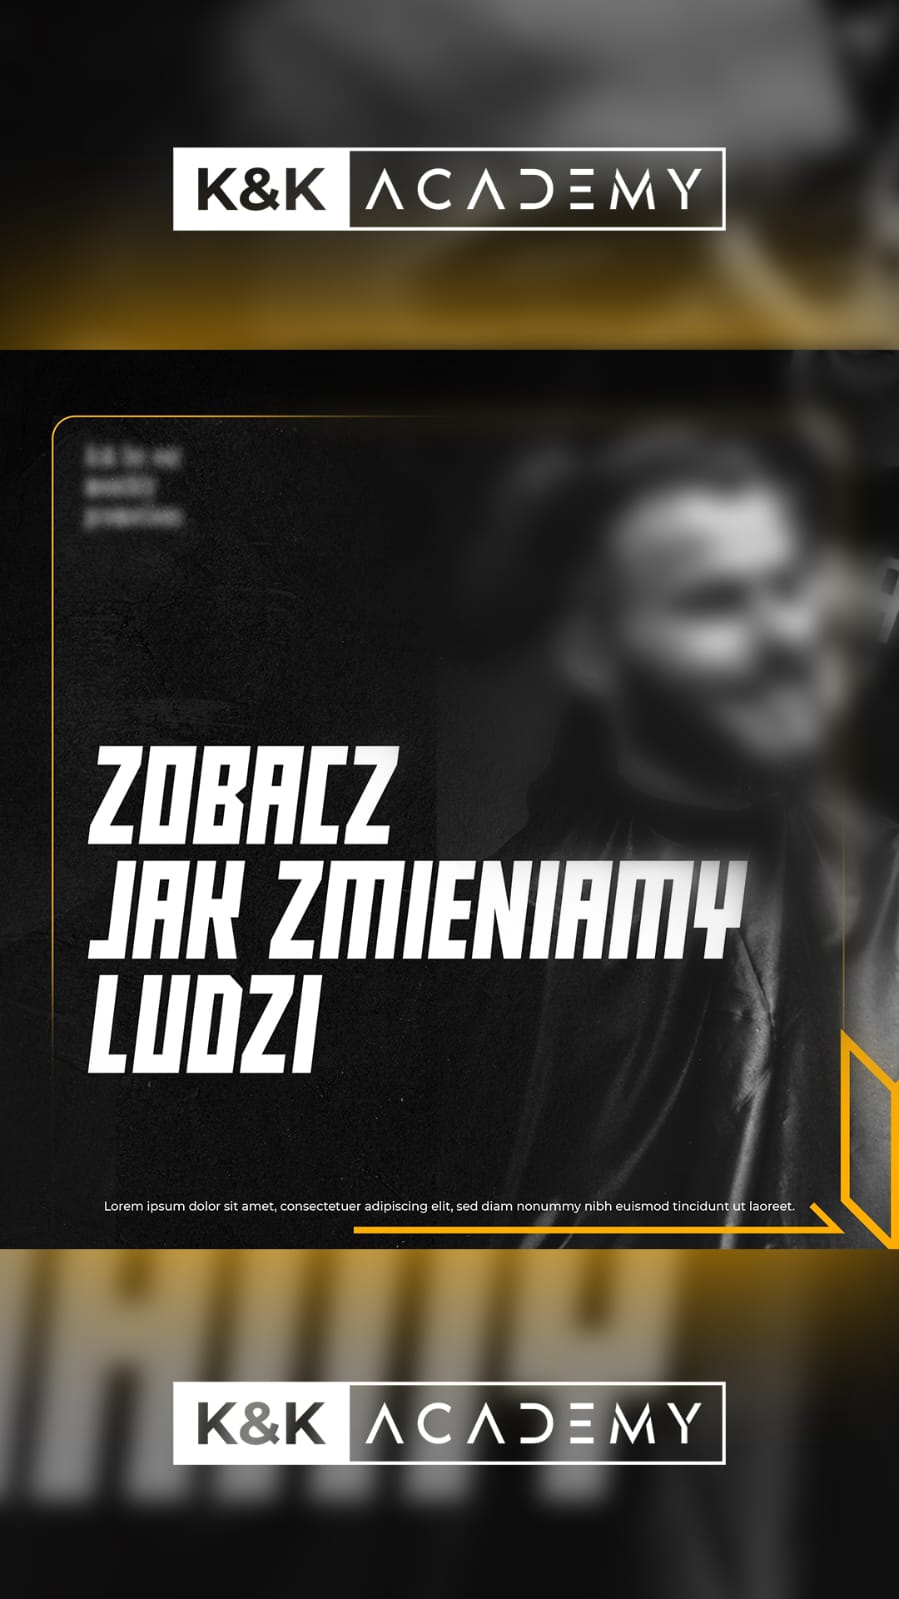 K&K ACADEMY
ZOBACZ
JAK ZMIENIAMY
LUDZI
Lorem ipsum dolor sit amet, consectetuer adipiscing elit, sed diam nonummy nibh euismod tincidunt ut laoreet.
K&K ACADEMY